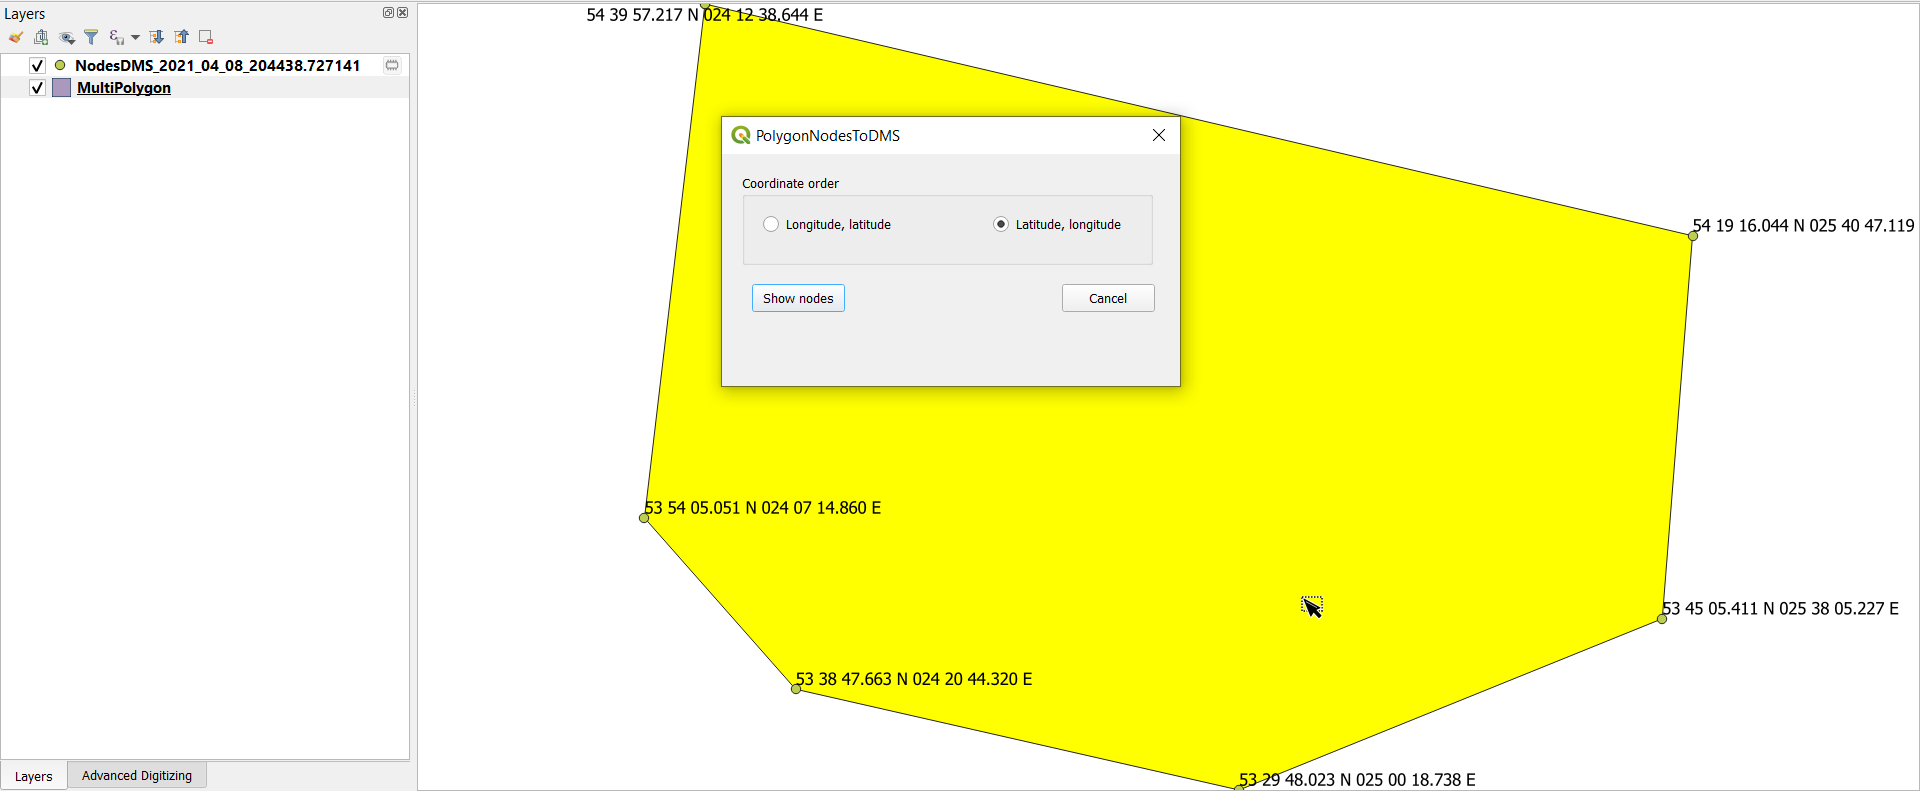 Layers
NodesDMS_2021_04_08_204438.727141
MultiPolygon
54 39 57.217 N 024 12 38.644 E
PolygonNodesToDMS
Coordinate order
Longitude, latitude
Latitude, longitude
Show nodes
Cancel
54 19 16.044 N 025 40 47.119
53 54 05.051 N 024 07 14.860 E
53 45 05.411 N 025 38 05.227 E
53 38 47.663 N 024 20 44.320 E
53 29 48.023 N 025 00 18.738 E
Layers
Advanced Digitizing